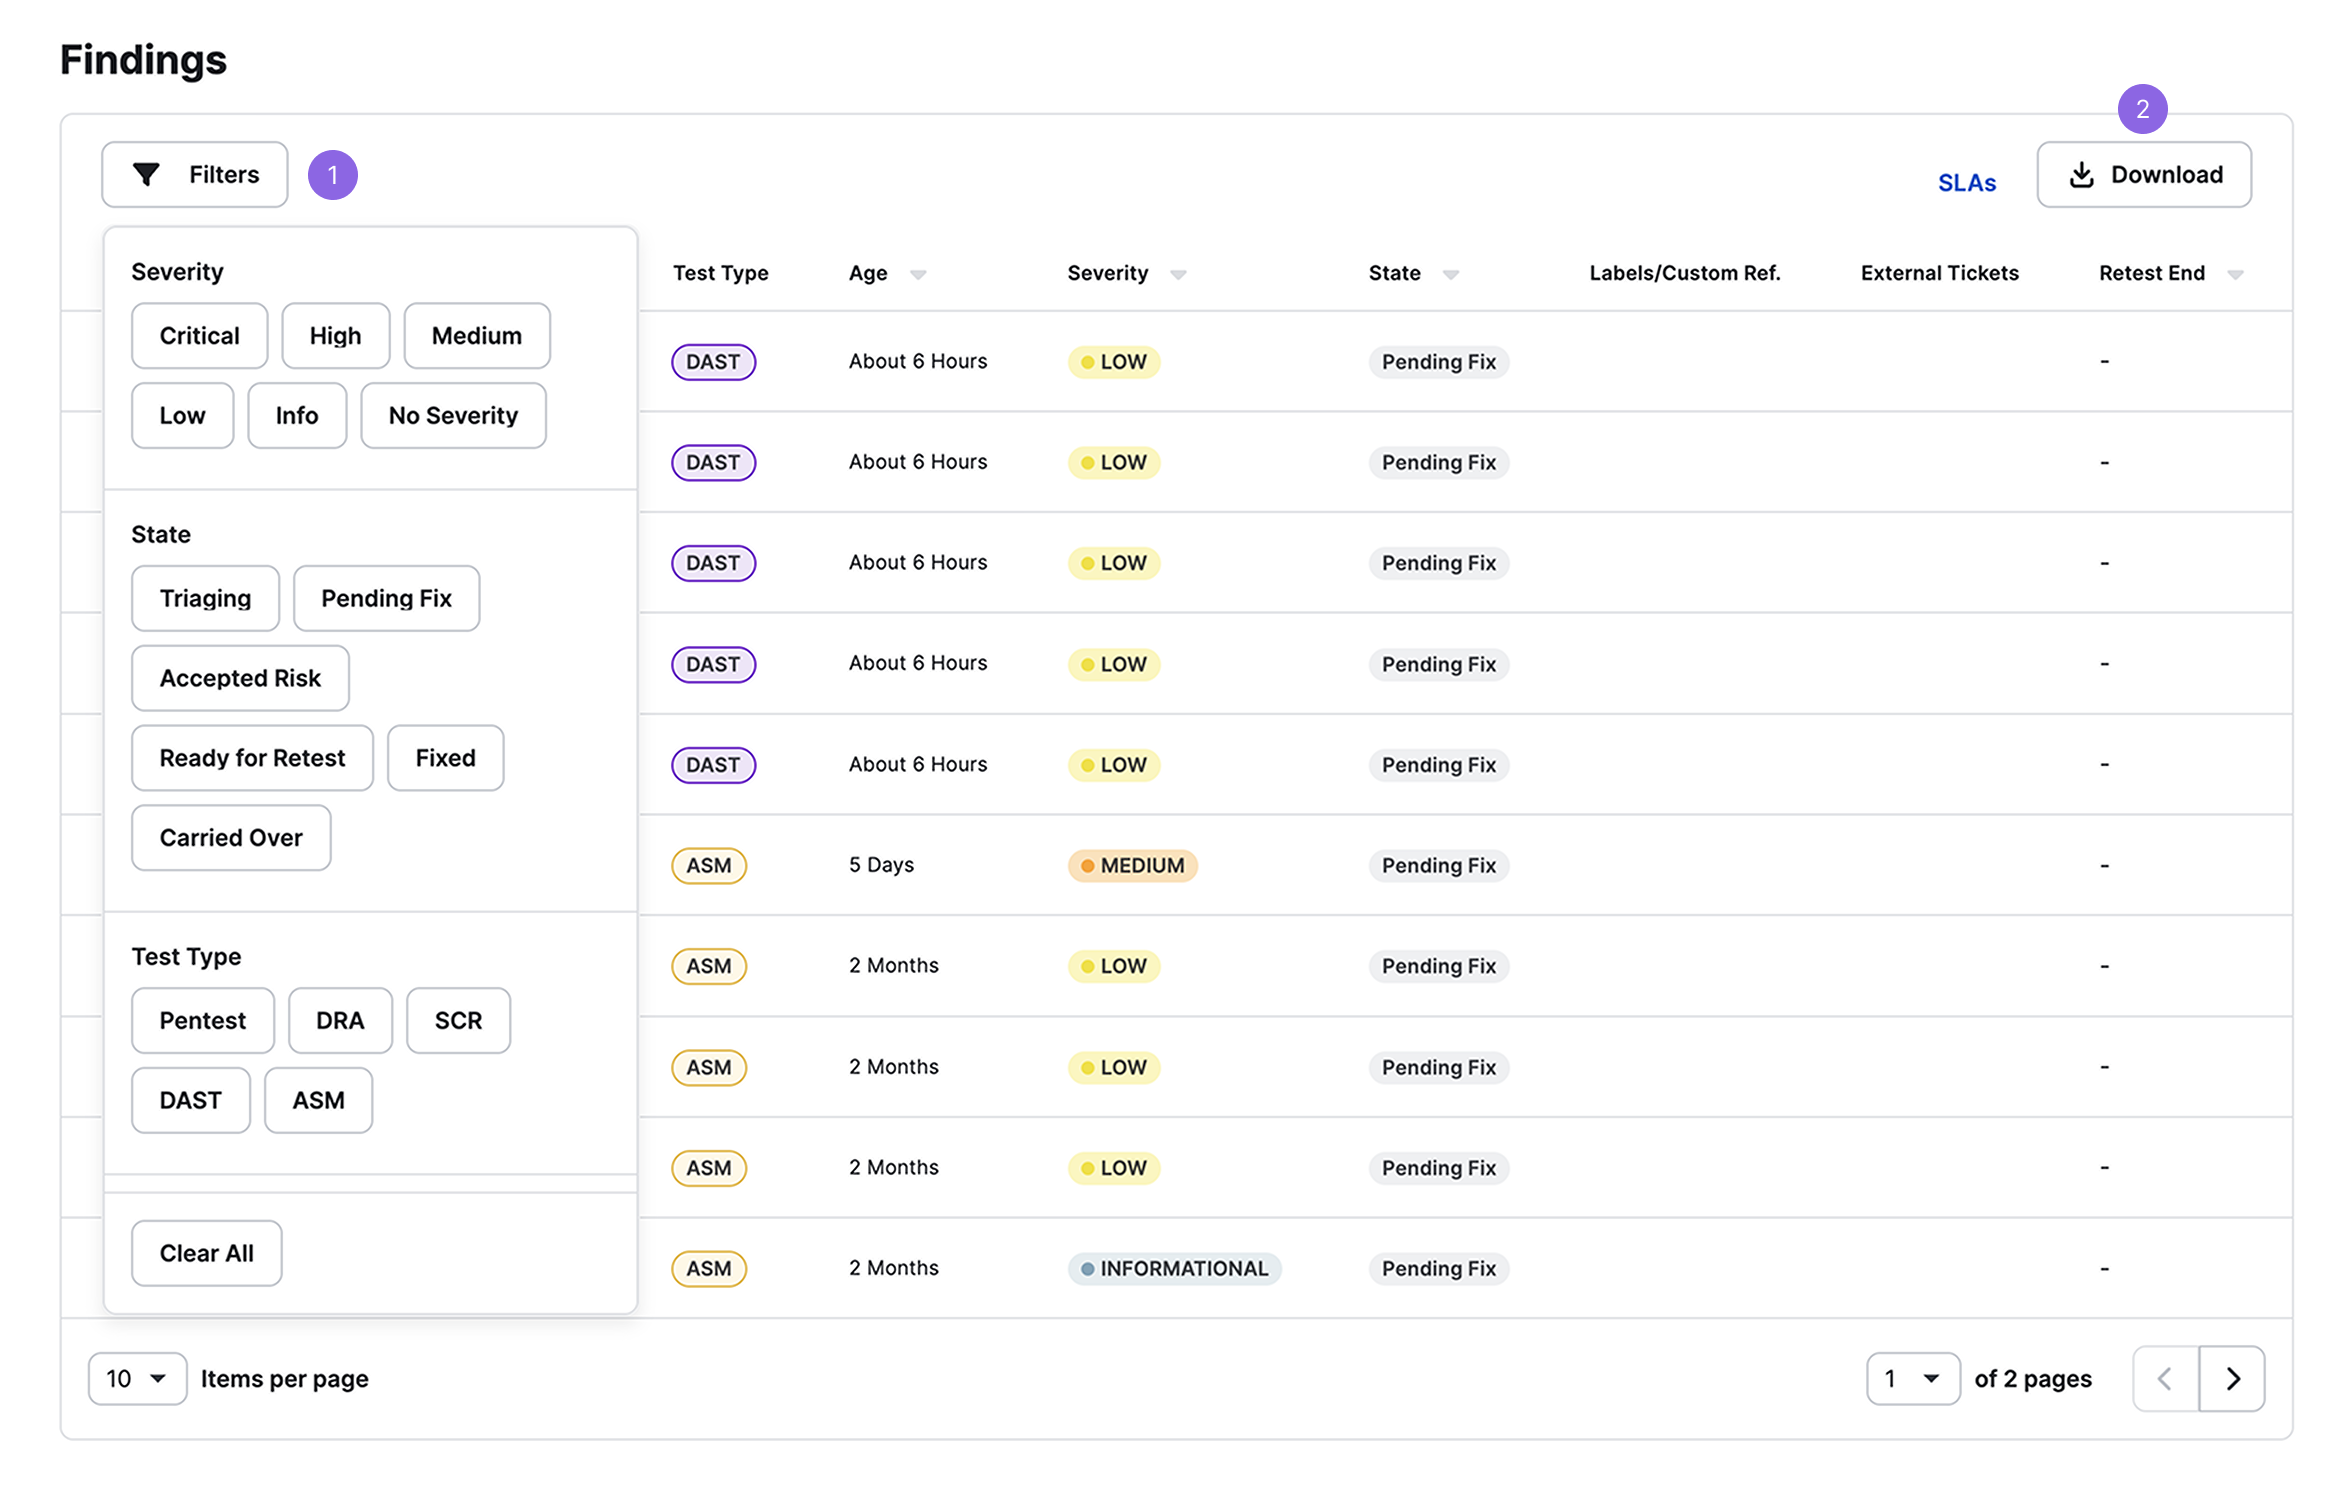 Findings
Filters
1
SLAs
2
Download
Severity
Critical High Medium
Low Info No Severity
State
Triaging Pending Fix
Accepted Risk
Ready for Retest Fixed
Carried Over
Test Type
Pentest DRA SCR
DAST ASM
Clear All
Test Type Age Severity State Labels/Custom Ref. External Tickets Retest End
DAST About 6 Hours LOW Pending Fix -
DAST About 6 Hours LOW Pending Fix -
DAST About 6 Hours LOW Pending Fix -
DAST About 6 Hours LOW Pending Fix -
DAST About 6 Hours LOW Pending Fix -
ASM 5 Days MEDIUM Pending Fix -
ASM 2 Months LOW Pending Fix -
ASM 2 Months LOW Pending Fix -
ASM 2 Months LOW Pending Fix -
ASM 2 Months INFORMATIONAL Pending Fix -
10 Items per page
1 of 2 pages